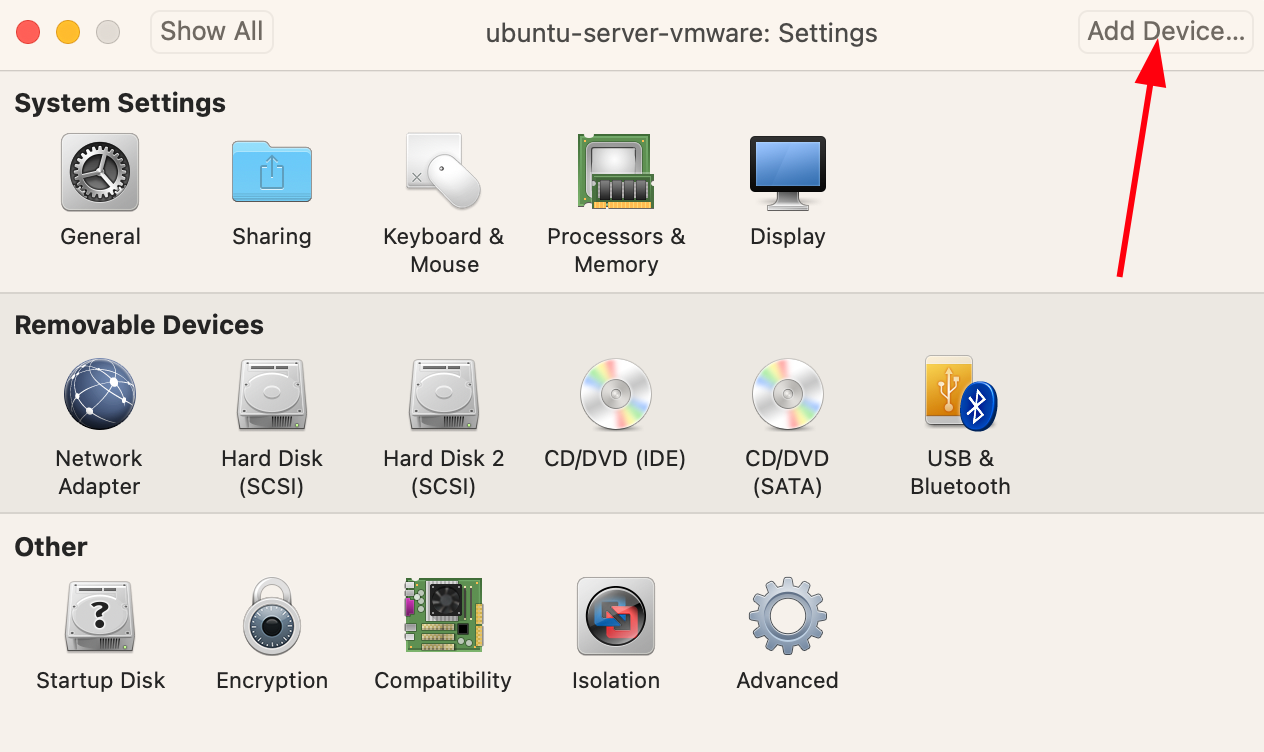 Show All
ubuntu-server-vmware: Settings
Add Device...
System Settings
General
Sharing
Keyboard &
Mouse
Processors &
Memory
Display
Removable Devices
Network
Adapter
Hard Disk
(SCSI)
Hard Disk 2
(SCSI)
CD/DVD (IDE)
CD/DVD
(SATA)
USB &
Bluetooth
Other
?
Startup Disk
Encryption
Compatibility
Isolation
Advanced